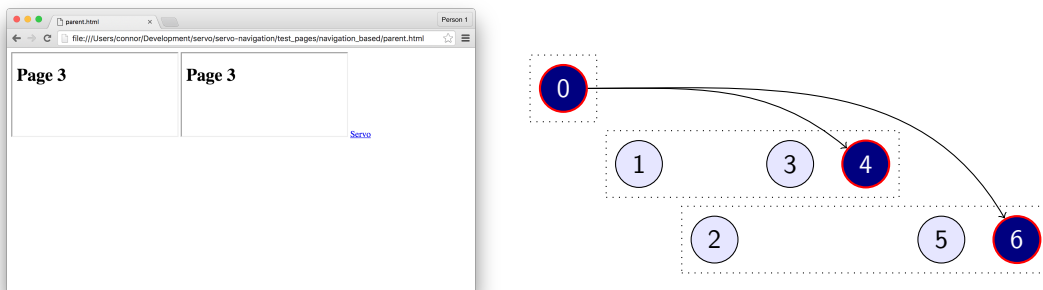 parent.html
Person 1
file:///Users/connor/Development/servo/servo-navigation/test_pages/navigation_based/parent.html
Page 3 Page 3
Servo
0
1 3 4
2 5 6